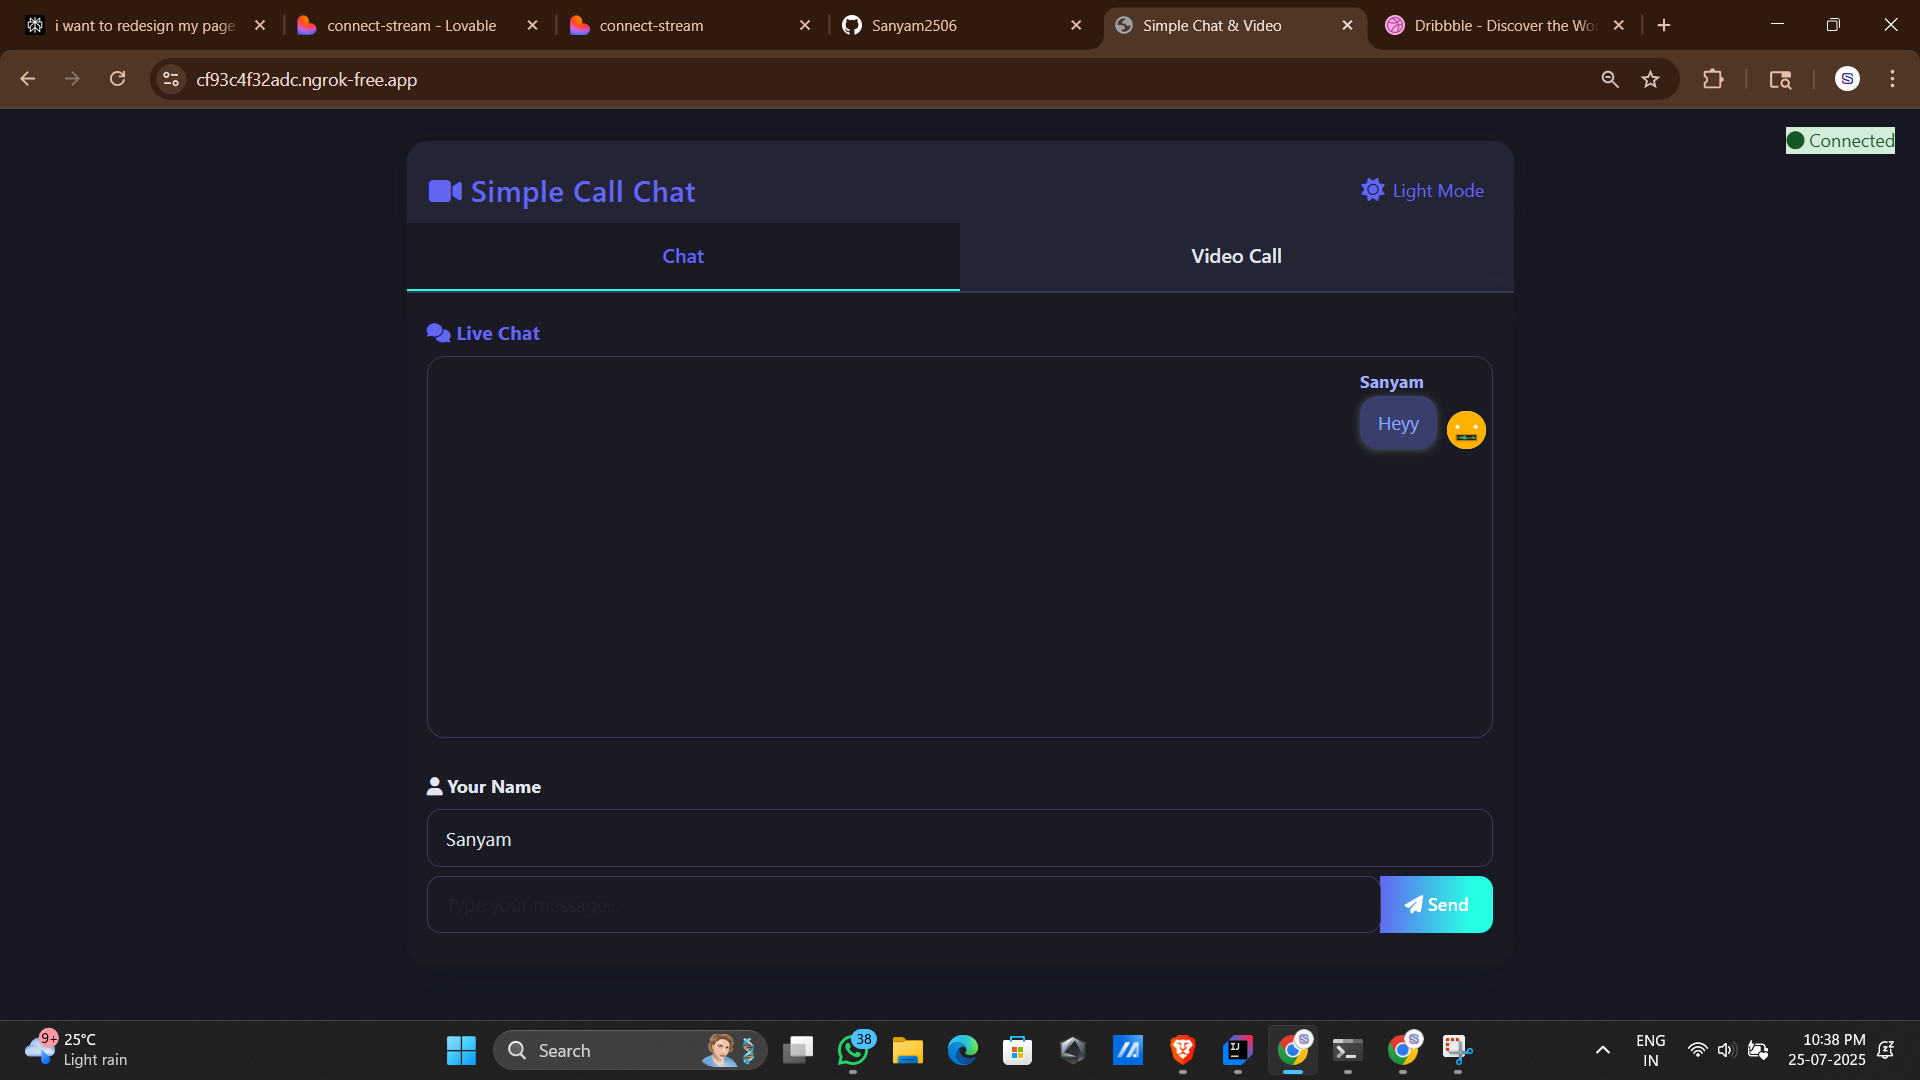 i want to redesign my page
connect-stream - Lovable
connect-stream
Sanyam2506
Simple Chat & Video
Dribbble - Discover the Wo
cf93c4f32adc.ngrok-free.app
S
Connected
Simple Call Chat
Light Mode
Chat
Video Call
Live Chat
Sanyam
Heyy
Your Name
Sanyam
Type your message...
Send
9+
25°C
Light rain
Search
38
ENG
IN
10:38 PM
25-07-2025